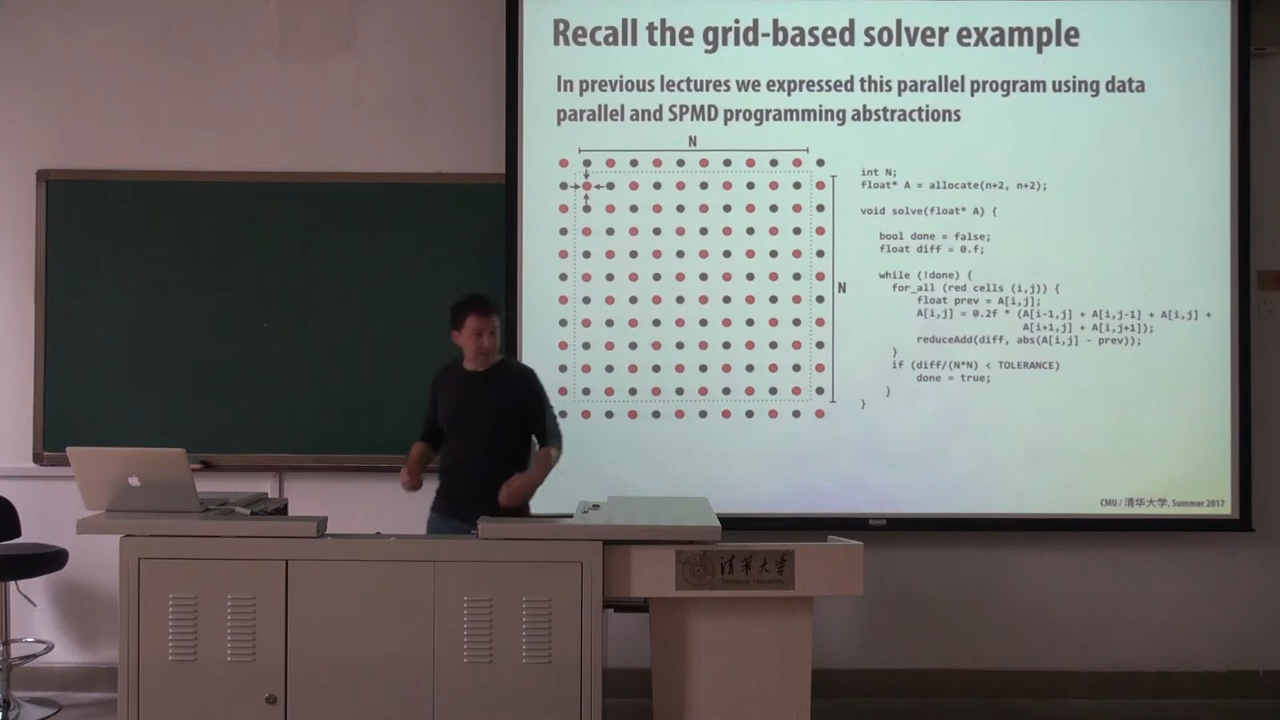 Recall the grid-based solver example
In previous lectures we expressed this parallel program using data
parallel and SPMD programming abstractions
N
N
int N;
float* A = allocate(n+2, n+2);
void solve(float* A) {
bool done = false;
float diff = 0.f;
while (!done) {
for_all (red cells (i,j)) {
float prev = A[i,j];
A[i,j] = 0.2f * (A[i-1,j] + A[i,j-1] + A[i,j] +
A[i+1,j] + A[i,j+1]);
reduceAdd(diff, abs(A[i,j] - prev));
}
if (diff/(N*N) < TOLERANCE)
done = true;
}
}
CMU / 清华大学, Summer 2017
清华大学
Tsinghua University